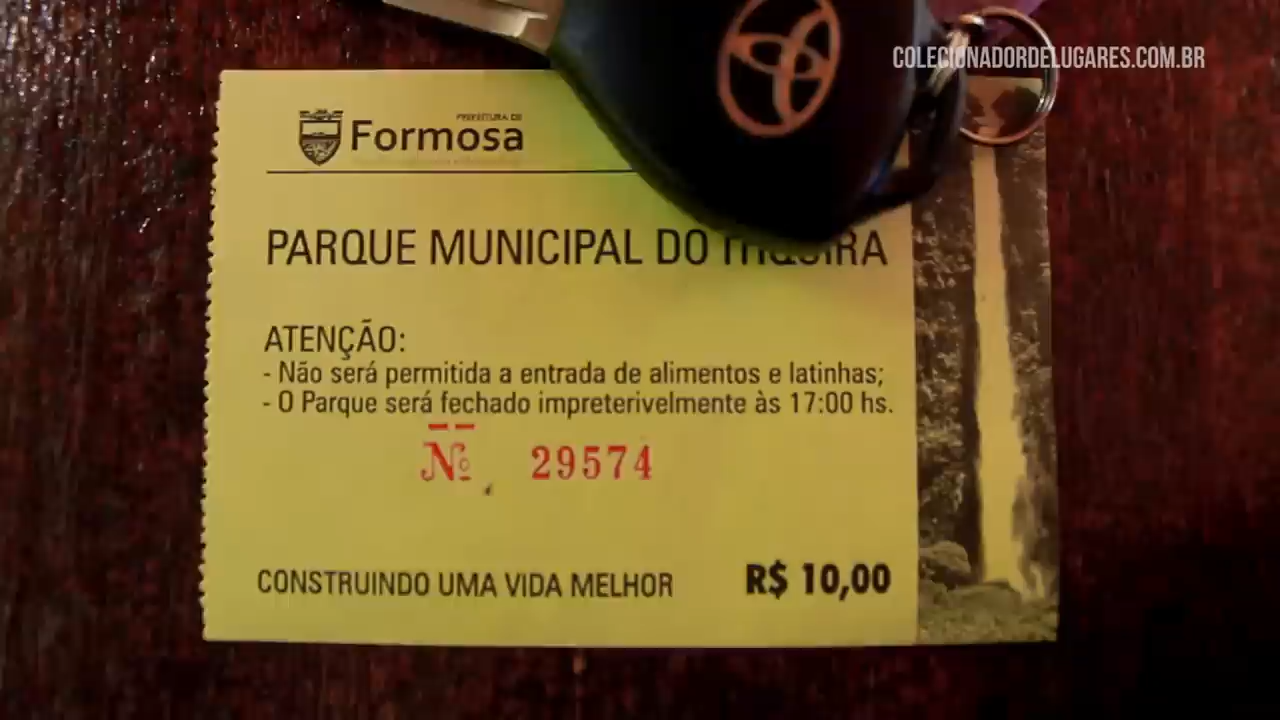 COLECIONADORDELUGARES.COM.BR
PREFEITURA DE
Formosa
PARQUE MUNICIPAL DO ITIQUIRA
ATENÇÃO:
- Não será permitida a entrada de alimentos e latinhas;
- O Parque será fechado impreterivelmente às 17:00 hs.
Nº 29574
CONSTRUINDO UMA VIDA MELHOR
R$ 10,00